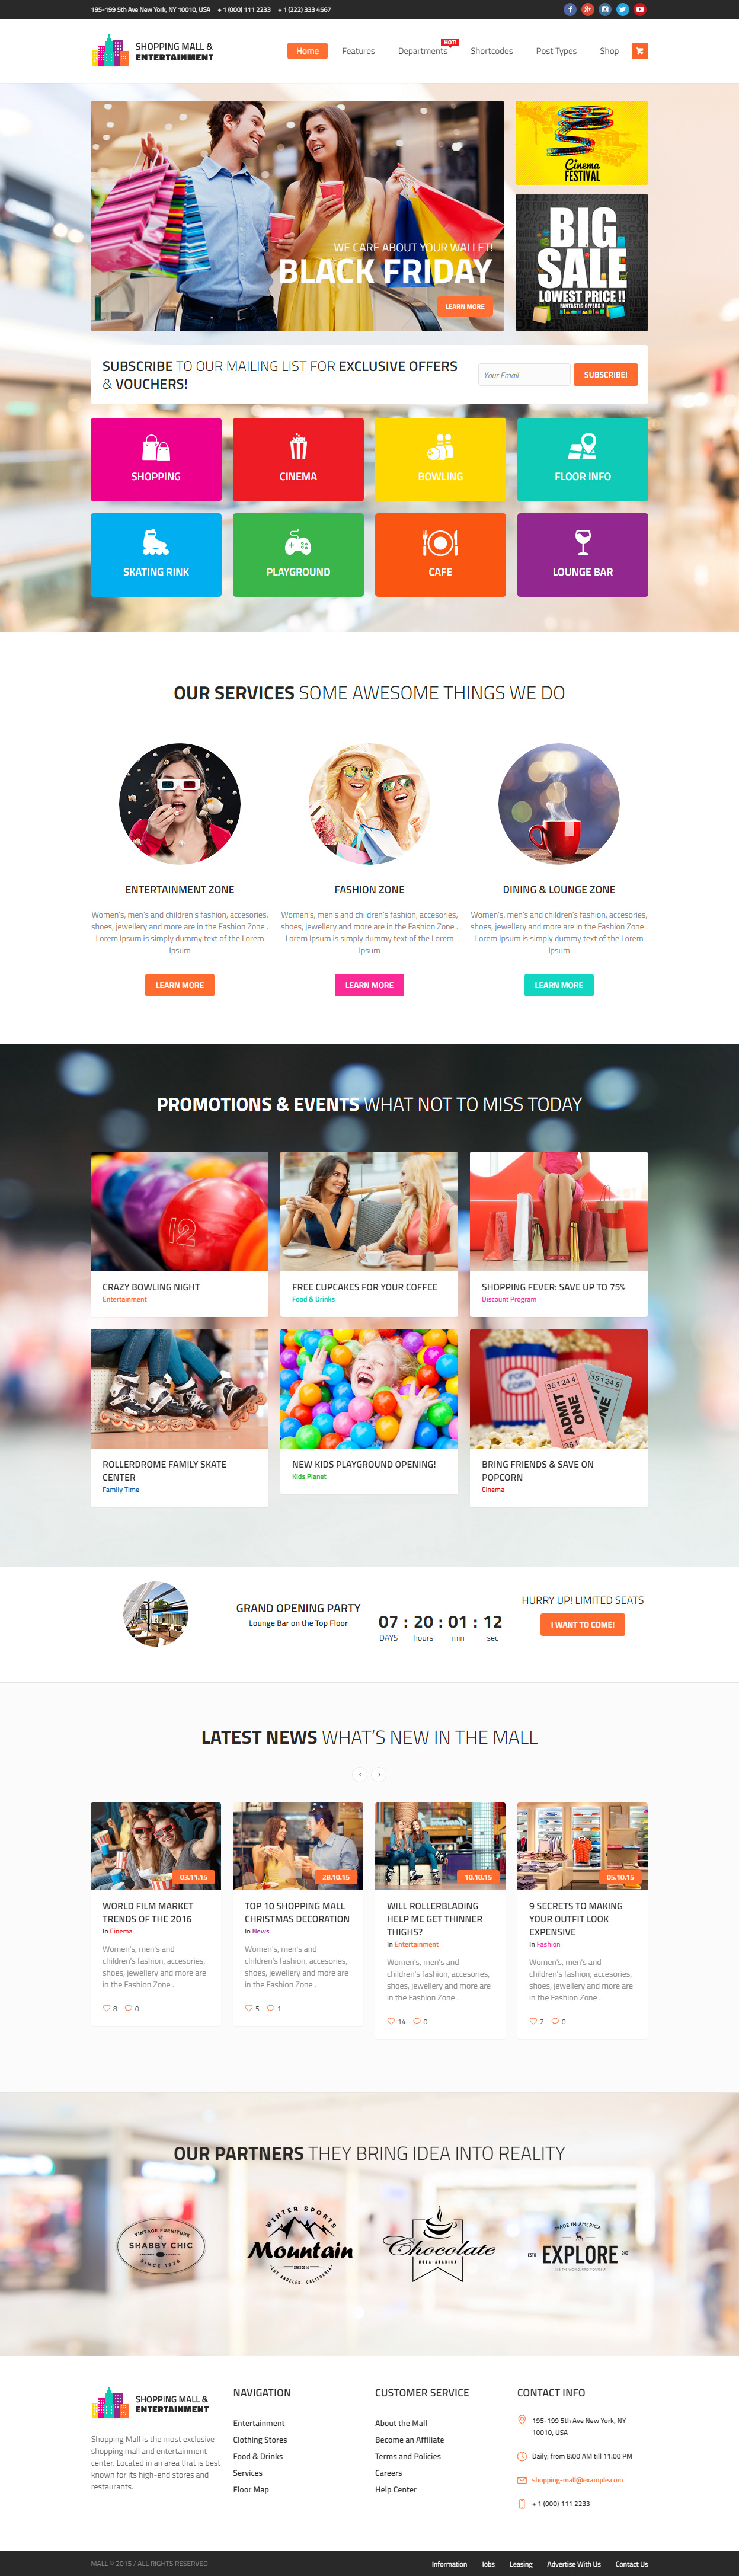 195-199 5th Ave New York, NY 10010, USA + 1 (000) 111 2233 + 1 (222) 333 4567
SHOPPING MALL &
ENTERTAINMENT
Home Features Departments Shortcodes Post Types Shop
HOT!
WE CARE ABOUT YOUR WALLET!
BLACK FRIDAY
LEARN MORE
Cinema
FESTIVAL
BIG
SALE
LOWEST PRICE !!
FANTASTIC OFFERS !!
SUBSCRIBE TO OUR MAILING LIST FOR EXCLUSIVE OFFERS
& VOUCHERS!
Your Email
SUBSCRIBE!
SHOPPING
CINEMA
BOWLING
FLOOR INFO
SKATING RINK
PLAYGROUND
CAFE
LOUNGE BAR
OUR SERVICES SOME AWESOME THINGS WE DO
ENTERTAINMENT ZONE
Women's, men's and children's fashion, accesories,
shoes, jewellery and more are in the Fashion Zone .
Lorem Ipsum is simply dummy text of the Lorem
Ipsum
LEARN MORE
FASHION ZONE
Women's, men's and children's fashion, accesories,
shoes, jewellery and more are in the Fashion Zone .
Lorem Ipsum is simply dummy text of the Lorem
Ipsum
LEARN MORE
DINING & LOUNGE ZONE
Women's, men's and children's fashion, accesories,
shoes, jewellery and more are in the Fashion Zone .
Lorem Ipsum is simply dummy text of the Lorem
Ipsum
LEARN MORE
PROMOTIONS & EVENTS WHAT NOT TO MISS TODAY
12
CRAZY BOWLING NIGHT
Entertainment
FREE CUPCAKES FOR YOUR COFFEE
Food & Drinks
SHOPPING FEVER: SAVE UP TO 75%
Discount Program
ROLLERDROME FAMILY SKATE
CENTER
Family Time
NEW KIDS PLAYGROUND OPENING!
Kids Planet
POP
CORN
351244
351245
ADMIT
ONE
BRING FRIENDS & SAVE ON
POPCORN
Cinema
GRAND OPENING PARTY
Lounge Bar on the Top Floor
07 : 20 : 01 : 12
DAYS hours min sec
HURRY UP! LIMITED SEATS
I WANT TO COME!
LATEST NEWS WHAT'S NEW IN THE MALL
03.11.15
WORLD FILM MARKET
TRENDS OF THE 2016
In Cinema
Women's, men's and
children's fashion, accesories,
shoes, jewellery and more are
in the Fashion Zone .
8 0
28.10.15
TOP 10 SHOPPING MALL
CHRISTMAS DECORATION
In News
Women's, men's and
children's fashion, accesories,
shoes, jewellery and more are
in the Fashion Zone .
5 1
10.10.15
WILL ROLLERBLADING
HELP ME GET THINNER
THIGHS?
In Entertainment
Women's, men's and
children's fashion, accesories,
shoes, jewellery and more are
in the Fashion Zone .
14 0
05.10.15
9 SECRETS TO MAKING
YOUR OUTFIT LOOK
EXPENSIVE
In Fashion
Women's, men's and
children's fashion, accesories,
shoes, jewellery and more are
in the Fashion Zone .
2 0
OUR PARTNERS THEY BRING IDEA INTO REALITY
VINTAGE FURNITURE
SHABBY CHIC
SINCE 1938
WINTER SPORTS
Mountain
LOS ANGELES, CALIFORNIA
Chocolate
MOCA-ARABICA
MADE IN AMERICA
ESTD EXPLORE 2001
SHOPPING MALL &
ENTERTAINMENT
Shopping Mall is the most exclusive
shopping mall and entertainment
center. Located in an area that is best
known for its high-end stores and
restaurants.
NAVIGATION
Entertainment
Clothing Stores
Food & Drinks
Services
Floor Map
CUSTOMER SERVICE
About the Mall
Become an Affiliate
Terms and Policies
Careers
Help Center
CONTACT INFO
195-199 5th Ave New York, NY
10010, USA
Daily, from 8:00 AM till 11:00 PM
shopping-mall@example.com
+ 1 (000) 111 2233
MALL © 2015 / ALL RIGHTS RESERVED
Information Jobs Leasing Advertise With Us Contact Us